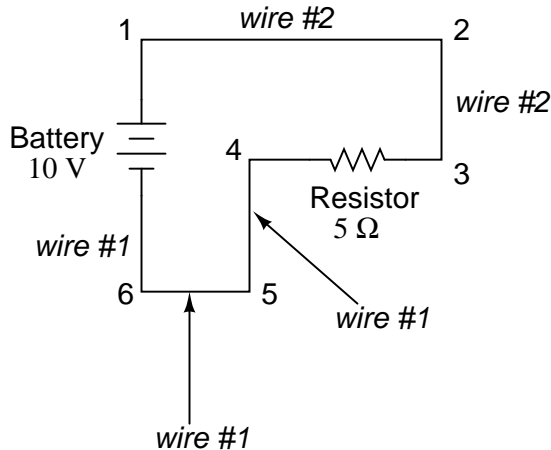 wire #2
1
2
wire #2
Battery
10 V
4
3
Resistor
5 Ω
wire #1
6
5
wire #1
wire #1